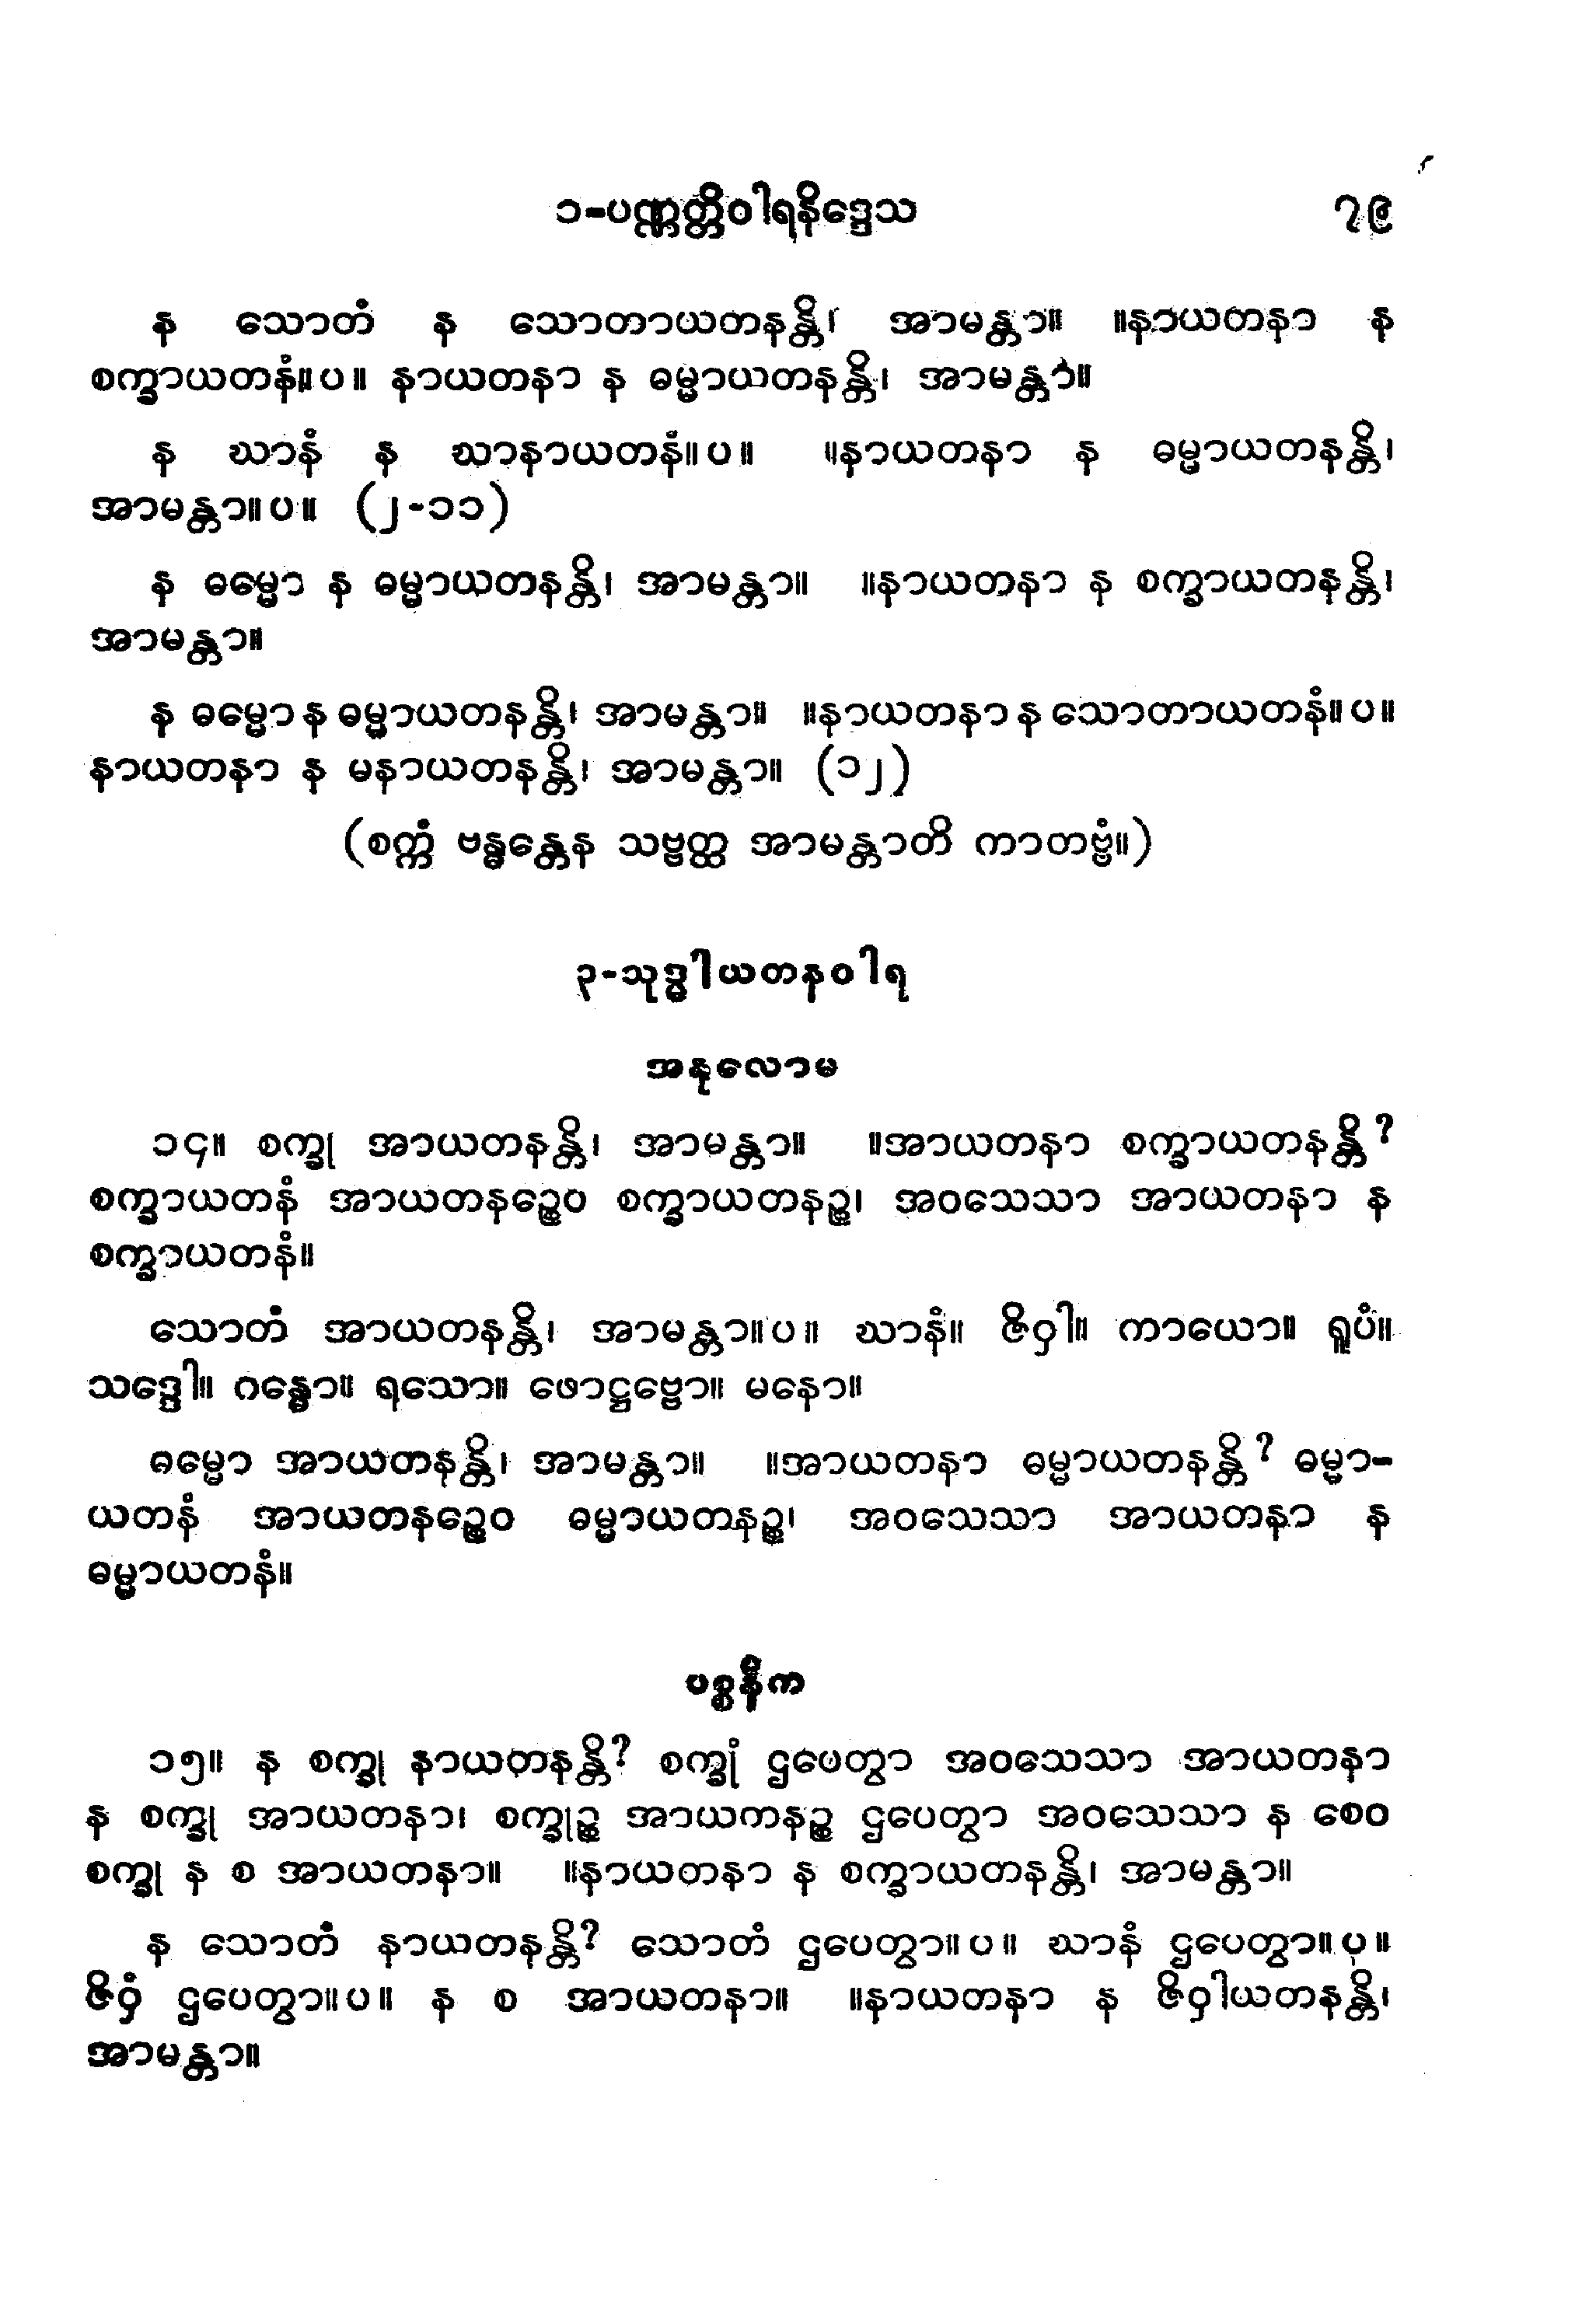 ၁-ပဏ္ဏတ္တိဝါရနိဒ္ဒေသ ၇၉
န သောတံ န သောတာယတနန္တိ၊ အာမန္တာ။ ။နာယတနာ န
စက္ခာယတနံ။ပ။ နာယတနာ န ဓမ္မာယတနန္တိ၊ အာမန္တာ။
န ဃာနံ န ဃာနာယတနံ။ပ။ ။နာယတနာ န ဓမ္မာယတနန္တိ၊
အာမန္တာ။ပ။ (၂-၁၁)
န ဓမ္မော န ဓမ္မာယတနန္တိ၊ အာမန္တာ။ ။နာယတနာ န စက္ခာယတနန္တိ၊
အာမန္တာ။
န ဓမ္မော န ဓမ္မာယတနန္တိ၊ အာမန္တာ။ ။နာယတနာ န သောတာယတနံ။ပ။
နာယတနာ န မနာယတနန္တိ၊ အာမန္တာ။ (၁၂)
(စက္ကံ ဗန္ဓန္တေန သဗ္ဗတ္ထ အာမန္တာတိ ကာတဗ္ဗံ။)
၃-သုဒ္ဓါယတနဝါရ
အနုလောမ
၁၄။ စက္ခု အာယတနန္တိ၊ အာမန္တာ။ ။အာယတနာ စက္ခာယတနန္တိ?
စက္ခာယတနံ အာယတနဉ္စေဝ စက္ခာယတနဉ္စ၊ အဝသေသာ အာယတနာ န
စက္ခာယတနံ။
သောတံ အာယတနန္တိ၊ အာမန္တာ။ပ။ ဃာနံ။ ဇိဝှါ။ ကာယော။ ရူပံ။
သဒ္ဒေါ။ ဂန္ဓော။ ရသော။ ဖောဋ္ဌဗ္ဗော။ မနော။
ဓမ္မော အာယတနန္တိ၊ အာမန္တာ။ ။အာယတနာ ဓမ္မာယတနန္တိ? ဓမ္မာ-
ယတနံ အာယတနဉ္စေဝ ဓမ္မာယတနဉ္စ၊ အဝသေသာ အာယတနာ န
ဓမ္မာယတနံ။
ပစ္စနီက
၁၅။ န စက္ခု နာယတနန္တိ? စက္ခုံ ဌပေတွာ အဝသေသာ အာယတနာ
န စက္ခု အာယတနာ၊ စက္ခုဉ္စ အာယတနဉ္စ ဌပေတွာ အဝသေသာ န စေဝ
စက္ခု န စ အာယတနာ။ ။နာယတနာ န စက္ခာယတနန္တိ၊ အာမန္တာ။
န သောတံ နာယတနန္တိ? သောတံ ဌပေတွာ။ပ။ ဃာနံ ဌပေတွာ။ပ။
ဇိဝှံ ဌပေတွာ။ပ။ န စ အာယတနာ။ ။နာယတနာ န ဇိဝှါယတနန္တိ၊
အာမန္တာ။